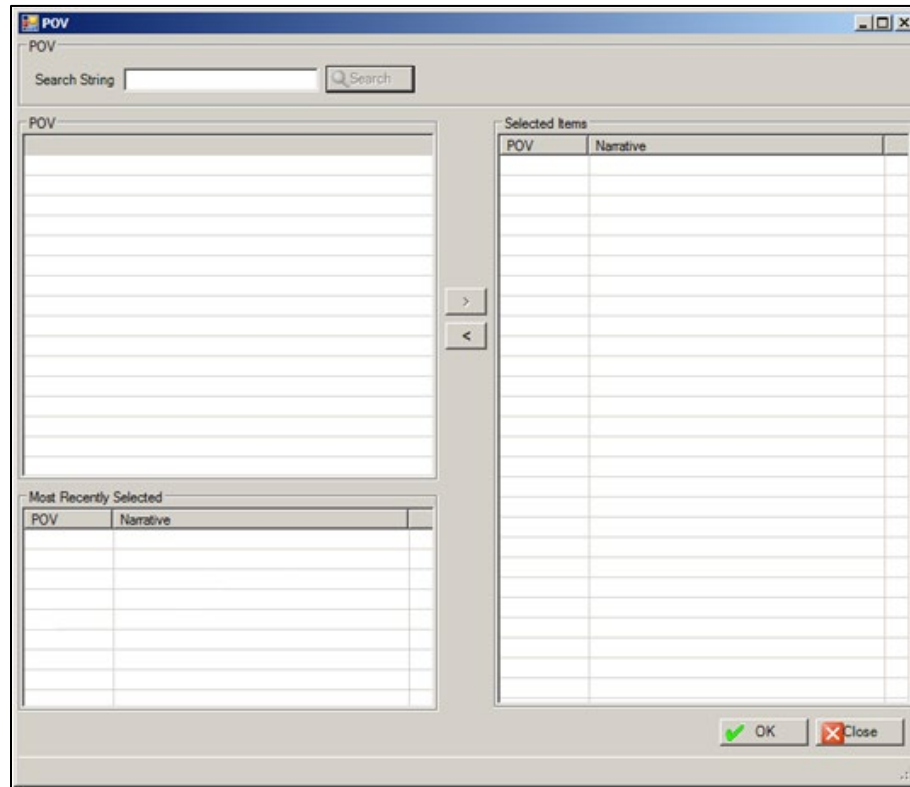 POV
POV
Search String
Search
POV
Selected Items
POV Narrative
>
<
Most Recently Selected
POV Narrative
OK Close